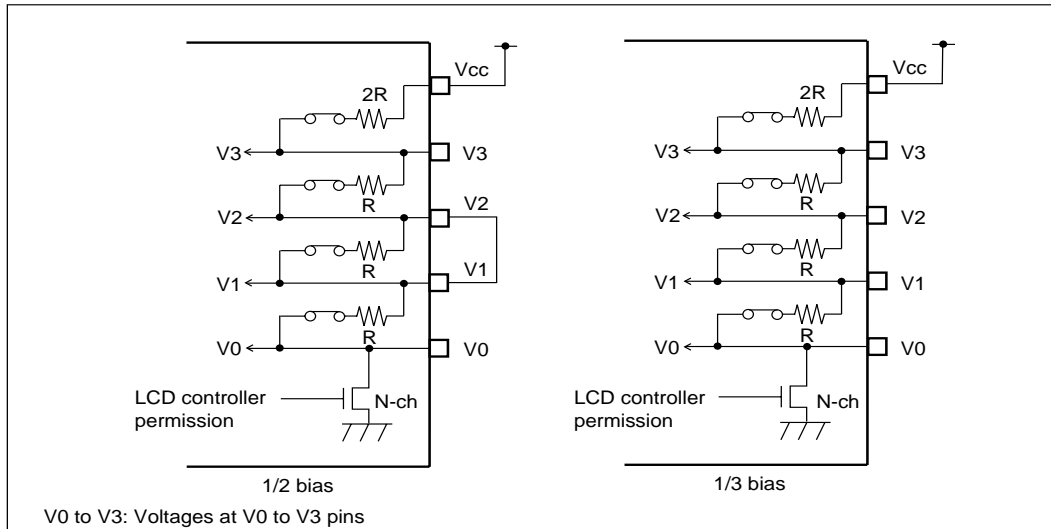 Vcc
2R
V3
V3
R
V2
V2
R
V1
V1
R
V0
V0
LCD controller
permission
N-ch
1/2 bias
Vcc
2R
V3
V3
R
V2
V2
R
V1
V1
R
V0
V0
LCD controller
permission
N-ch
1/3 bias
V0 to V3: Voltages at V0 to V3 pins